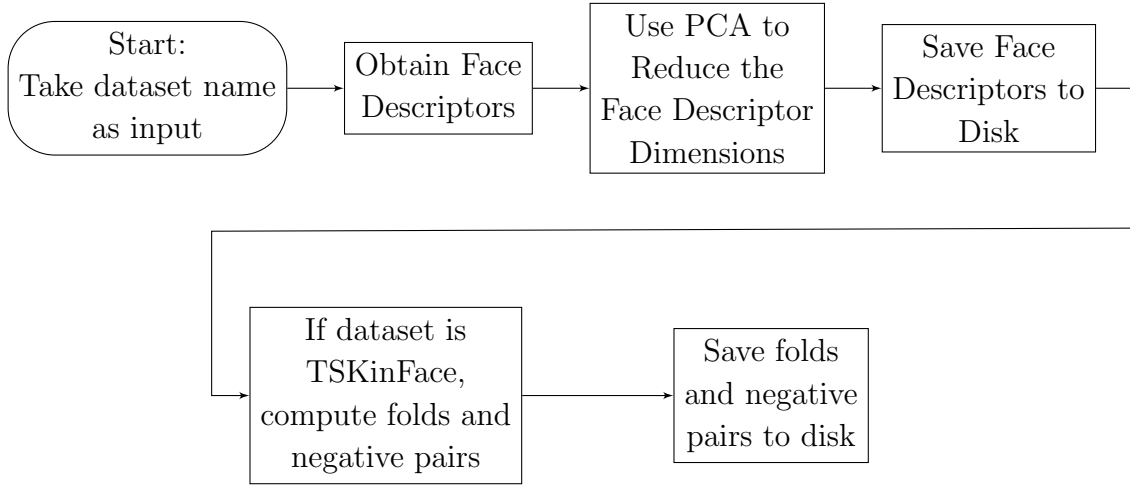 Start:
Take dataset name
as input
Obtain Face
Descriptors
Use PCA to
Reduce the
Face Descriptor
Dimensions
Save Face
Descriptors to
Disk
If dataset is
TSKinFace,
compute folds and
negative pairs
Save folds
and negative
pairs to disk